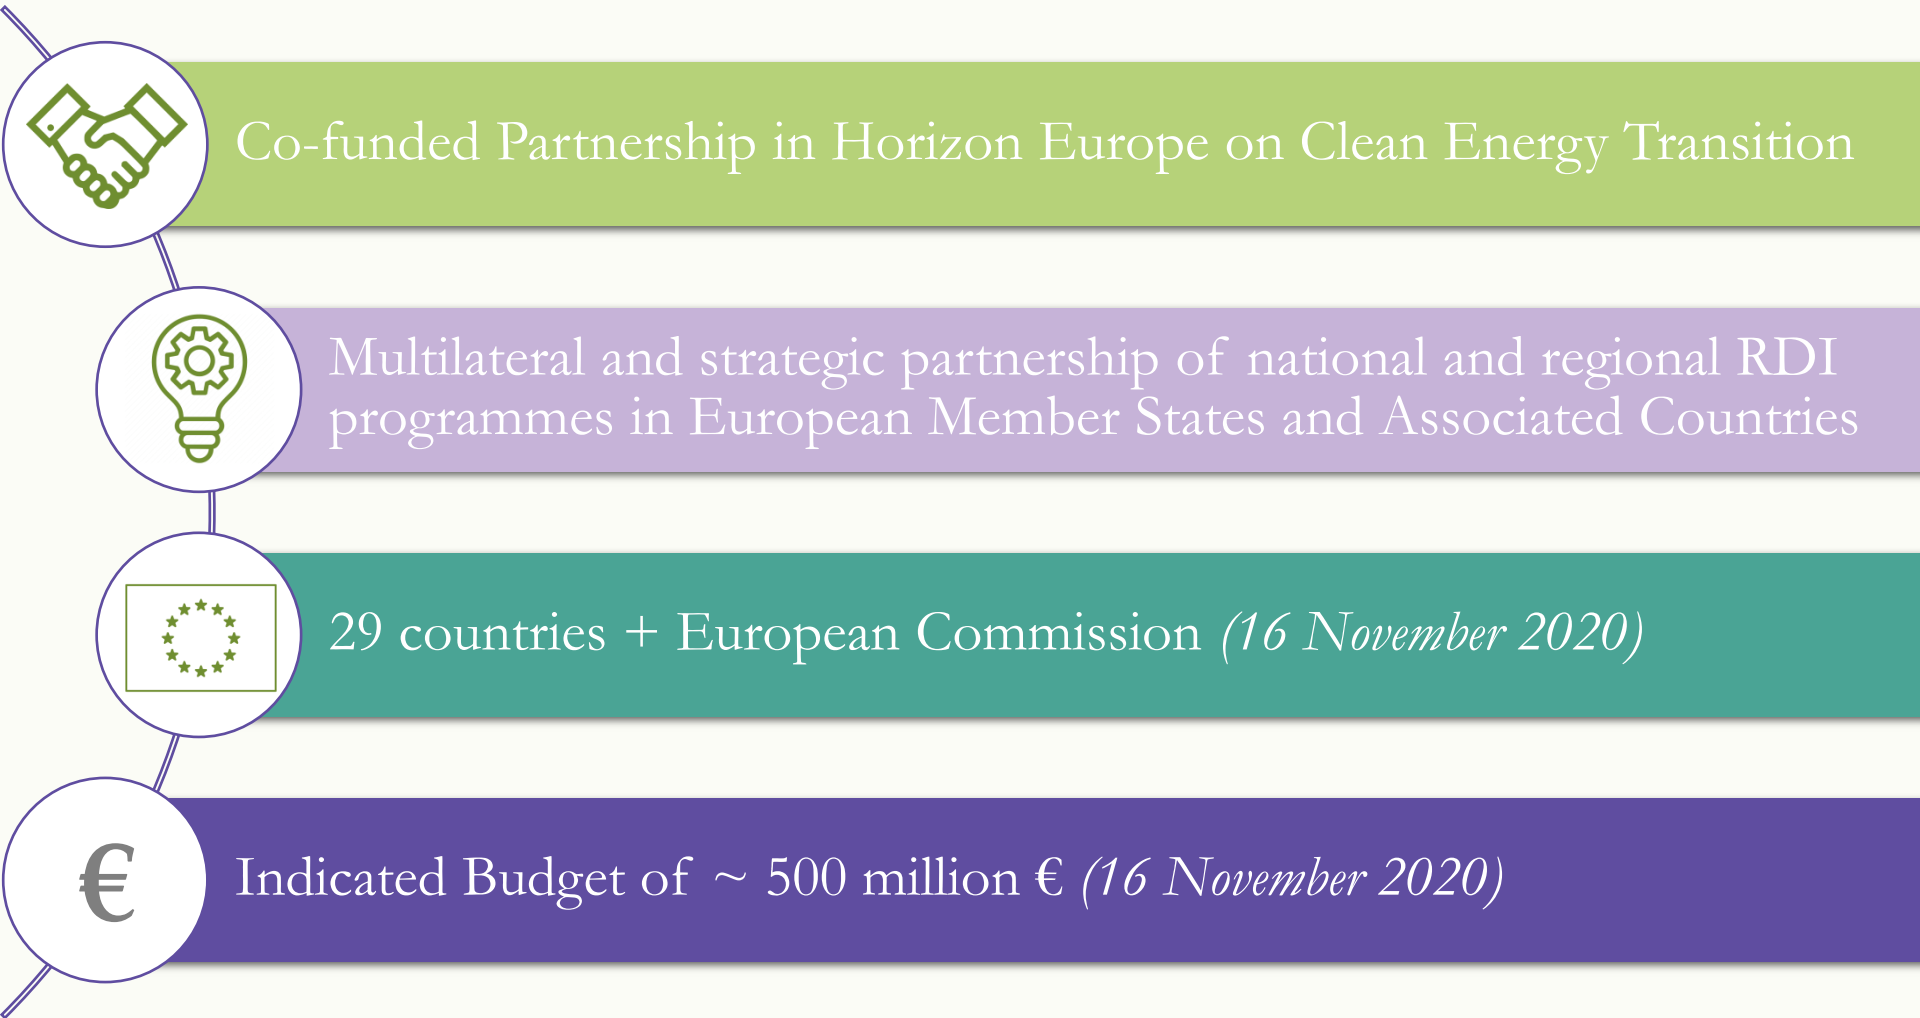 Co-funded Partnership in Horizon Europe on Clean Energy Transition
Multilateral and strategic partnership of national and regional RDI
programmes in European Member States and Associated Countries
29 countries + European Commission (16 November 2020)
€
Indicated Budget of ~ 500 million € (16 November 2020)